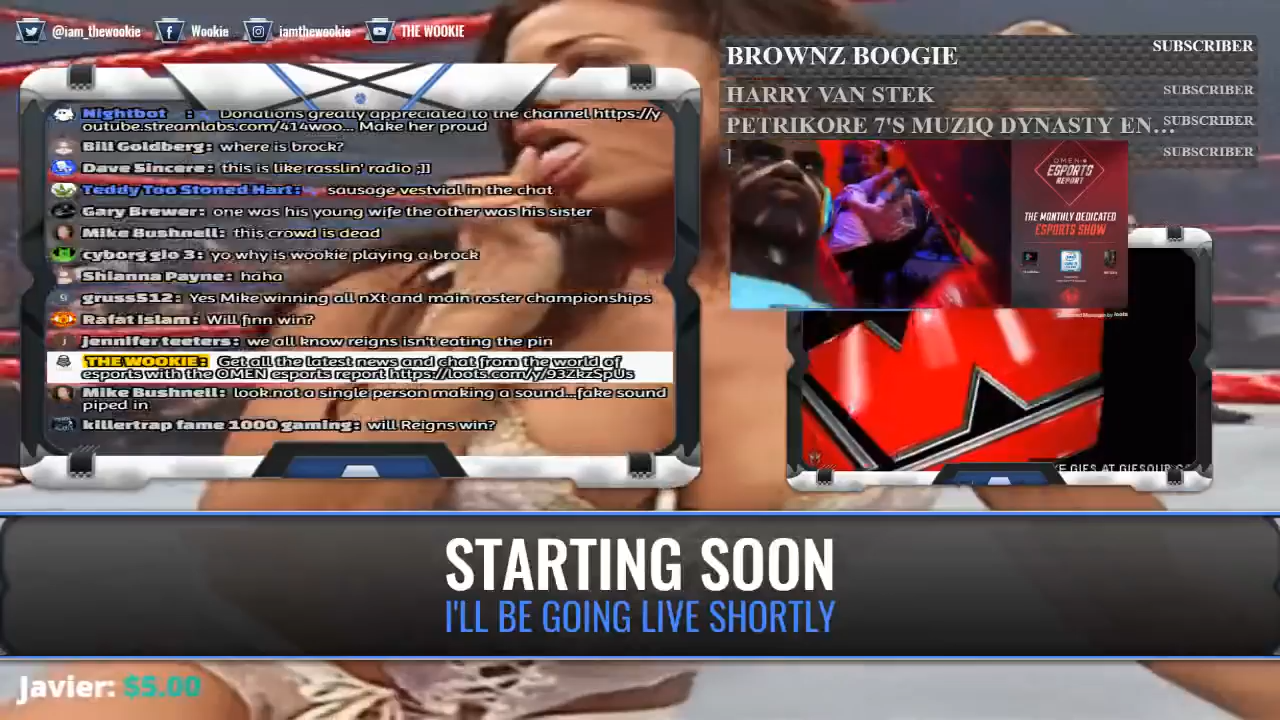 @iam_thewookie Wookie iamthewookie THE WOOKIE
Nightbot : Donations greatly appreciated to the channel https://y
outube.streamlabs.com/414woo... Make her proud
Bill Goldberg: where is brock?
Dave Sincere: this is like rasslin' radio ;]]
Teddy Too Stoned Hart: sausage vestvial in the chat
Gary Brewer: one was his young wife the other was his sister
Mike Bushnell: this crowd is dead
cyborg glo 3: yo why is wookie playing a brock
Shianna Payne: haha
gruss512: Yes Mike winning all nXt and main roster championships
Rafat Islam: Will finn win?
jennifer teeters: we all know reigns isn't eating the pin
THE WOOKIE: Get all the latest news and chat from the world of
esports with the OMEN esports report https://loots.com/y/93ZkzSpUs
Mike Bushnell: look.not a single person making a sound...fake sound
piped in
killertrap fame 1000 gaming: will Reigns win?
BROWNZ BOOGIE SUBSCRIBER
HARRY VAN STEK SUBSCRIBER
PETRIKORE 7'S MUZIQ DYNASTY EN... SUBSCRIBER
1 SUBSCRIBER
OMEN
ESPORTS
REPORT
THE MONTHLY DEDICATED
ESPORTS SHOW
by loots
STARTING SOON
I'LL BE GOING LIVE SHORTLY
Javier: $5.00